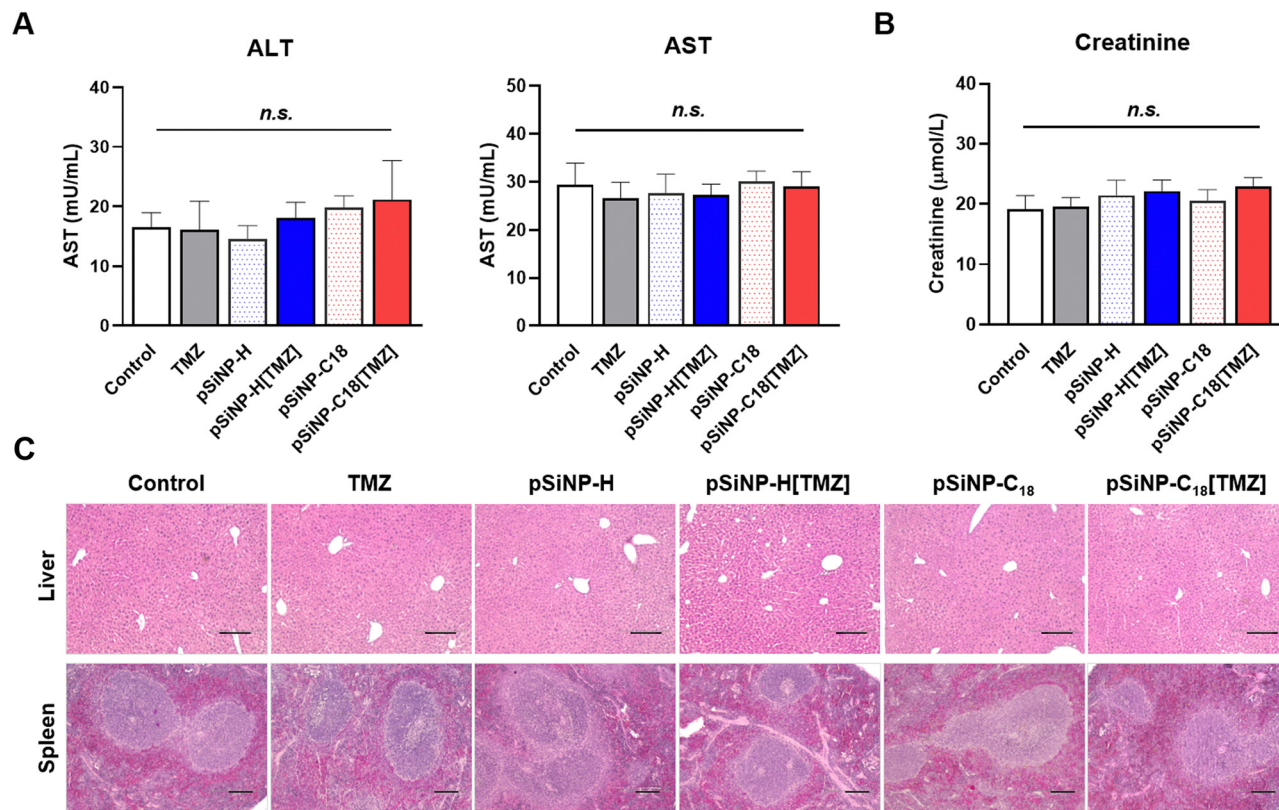 A
B
ALT
AST
Creatinine
AST (mU/mL)
40
30
20
10
0
n.s.
Control
TMZ
pSiNP-H
pSiNP-H[TMZ]
pSiNP-C18
pSiNP-C18[TMZ]
AST (mU/mL)
50
40
30
20
10
0
n.s.
Control
TMZ
pSiNP-H
pSiNP-H[TMZ]
pSiNP-C18
pSiNP-C18[TMZ]
Creatinine (μmol/L)
40
30
20
10
0
n.s.
Control
TMZ
pSiNP-H
pSiNP-H[TMZ]
pSiNP-C18
pSiNP-C18[TMZ]
C
Control TMZ pSiNP-H pSiNP-H[TMZ] pSiNP-C₁₈ pSiNP-C₁₈[TMZ]
Liver
Spleen